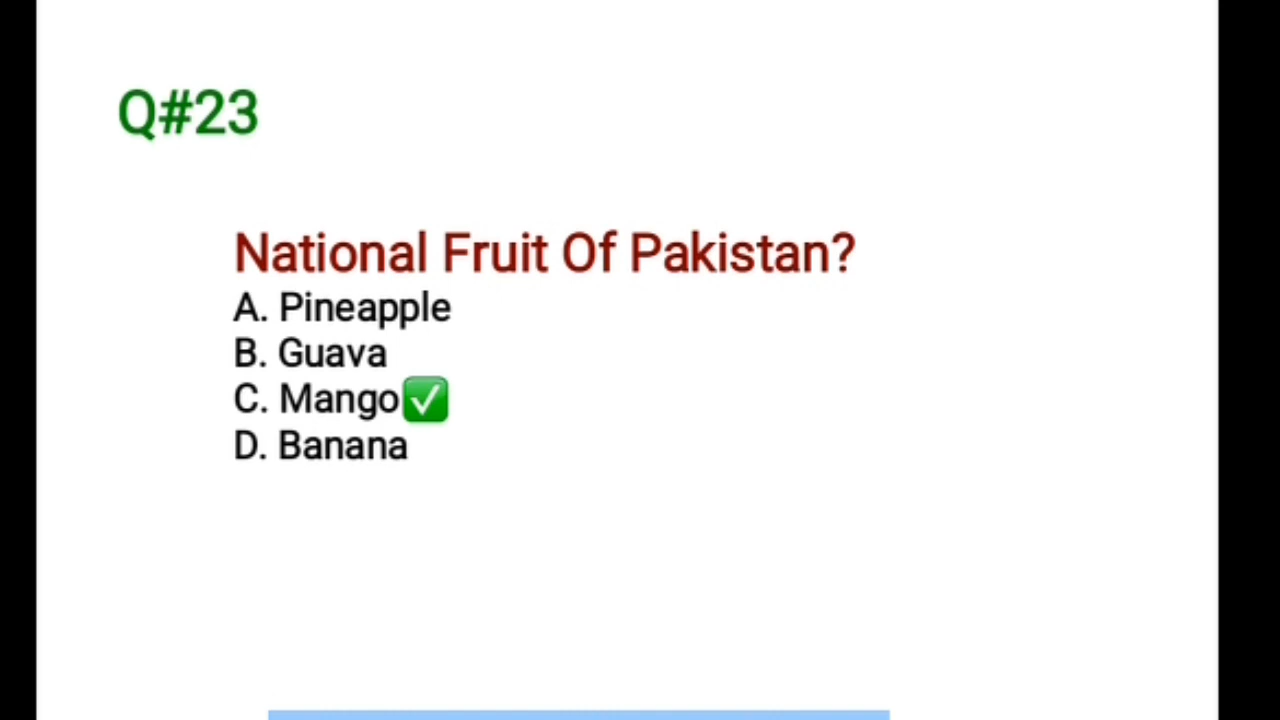 Q#23
National Fruit Of Pakistan?
A. Pineapple
B. Guava
C. Mango✅
D. Banana